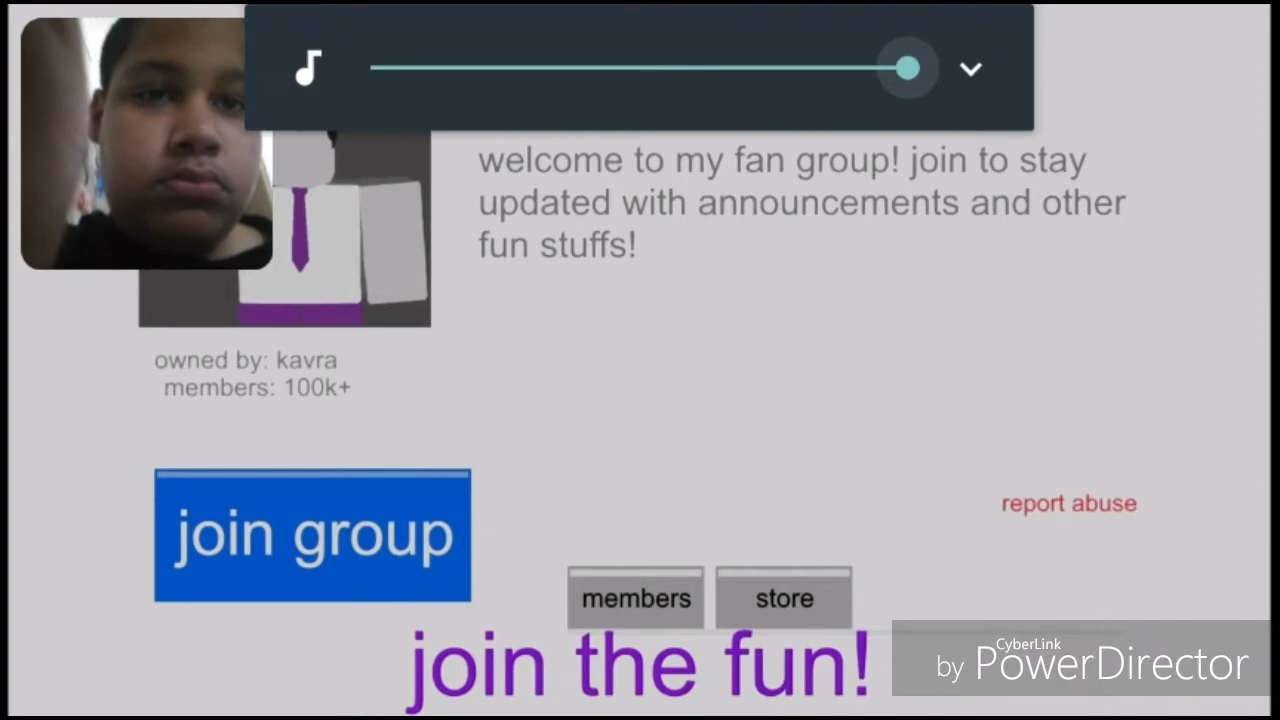 welcome to my fan group! join to stay
updated with announcements and other
fun stuffs!
owned by: kavra
members: 100k+
join group
report abuse
members
store
join the fun!
CyberLink
by PowerDirector